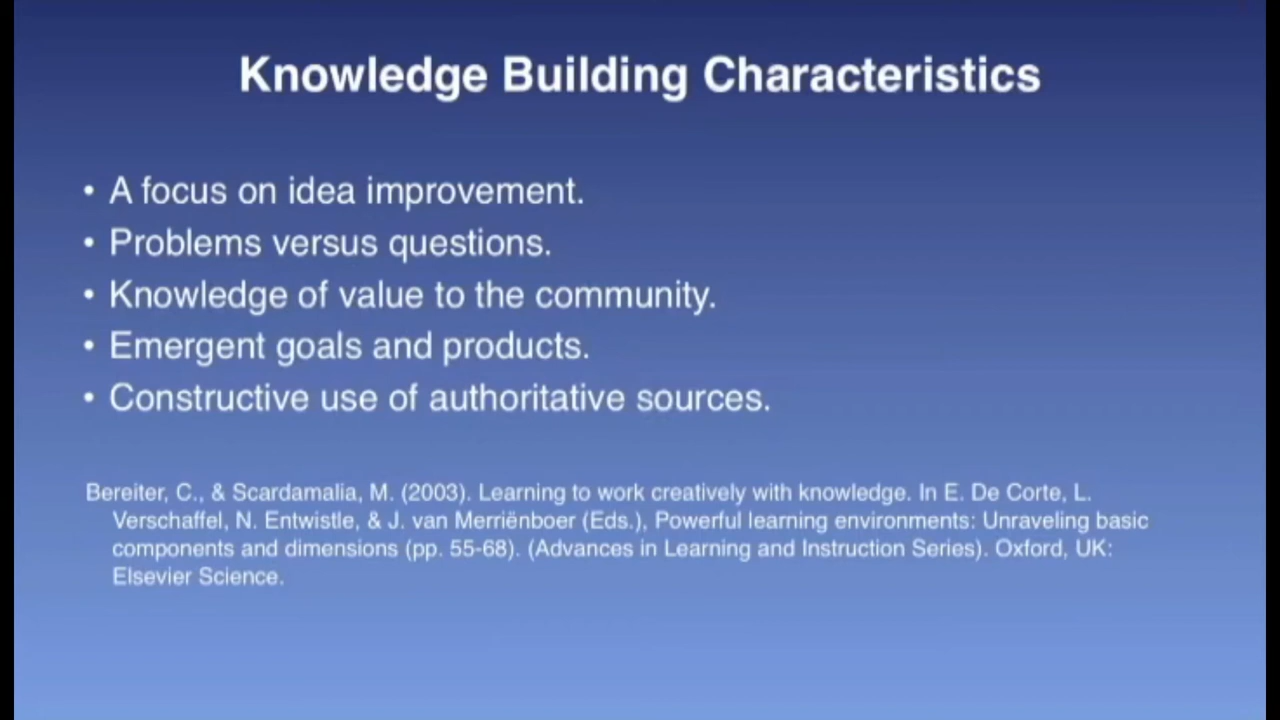 Knowledge Building Characteristics
• A focus on idea improvement.
• Problems versus questions.
• Knowledge of value to the community.
• Emergent goals and products.
• Constructive use of authoritative sources.
Bereiter, C., & Scardamalia, M. (2003). Learning to work creatively with knowledge. In E. De Corte, L.
Verschaffel, N. Entwistle, & J. van Merriënboer (Eds.), Powerful learning environments: Unraveling basic
components and dimensions (pp. 55-68). (Advances in Learning and Instruction Series). Oxford, UK:
Elsevier Science.